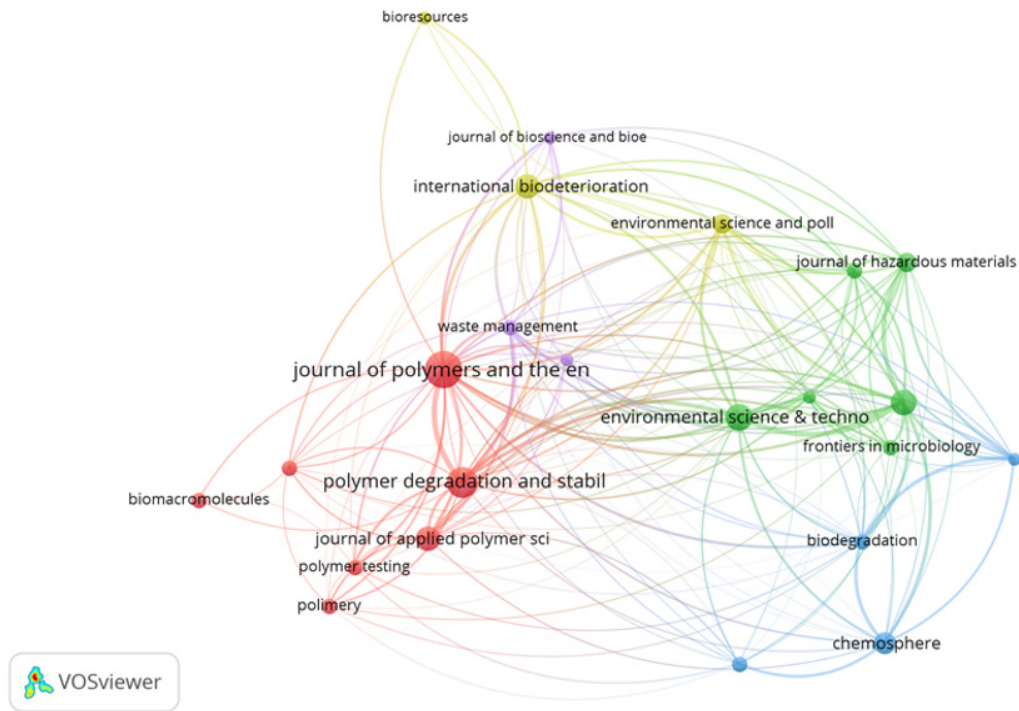 bioresources
journal of bioscience and bioe
international biodeterioration
environmental science and poll
journal of hazardous materials
waste management
journal of polymers and the en
environmental science & techno
frontiers in microbiology
polymer degradation and stabil
biomacromolecules
journal of applied polymer sci
biodegradation
polymer testing
polimery
chemosphere
VOSviewer